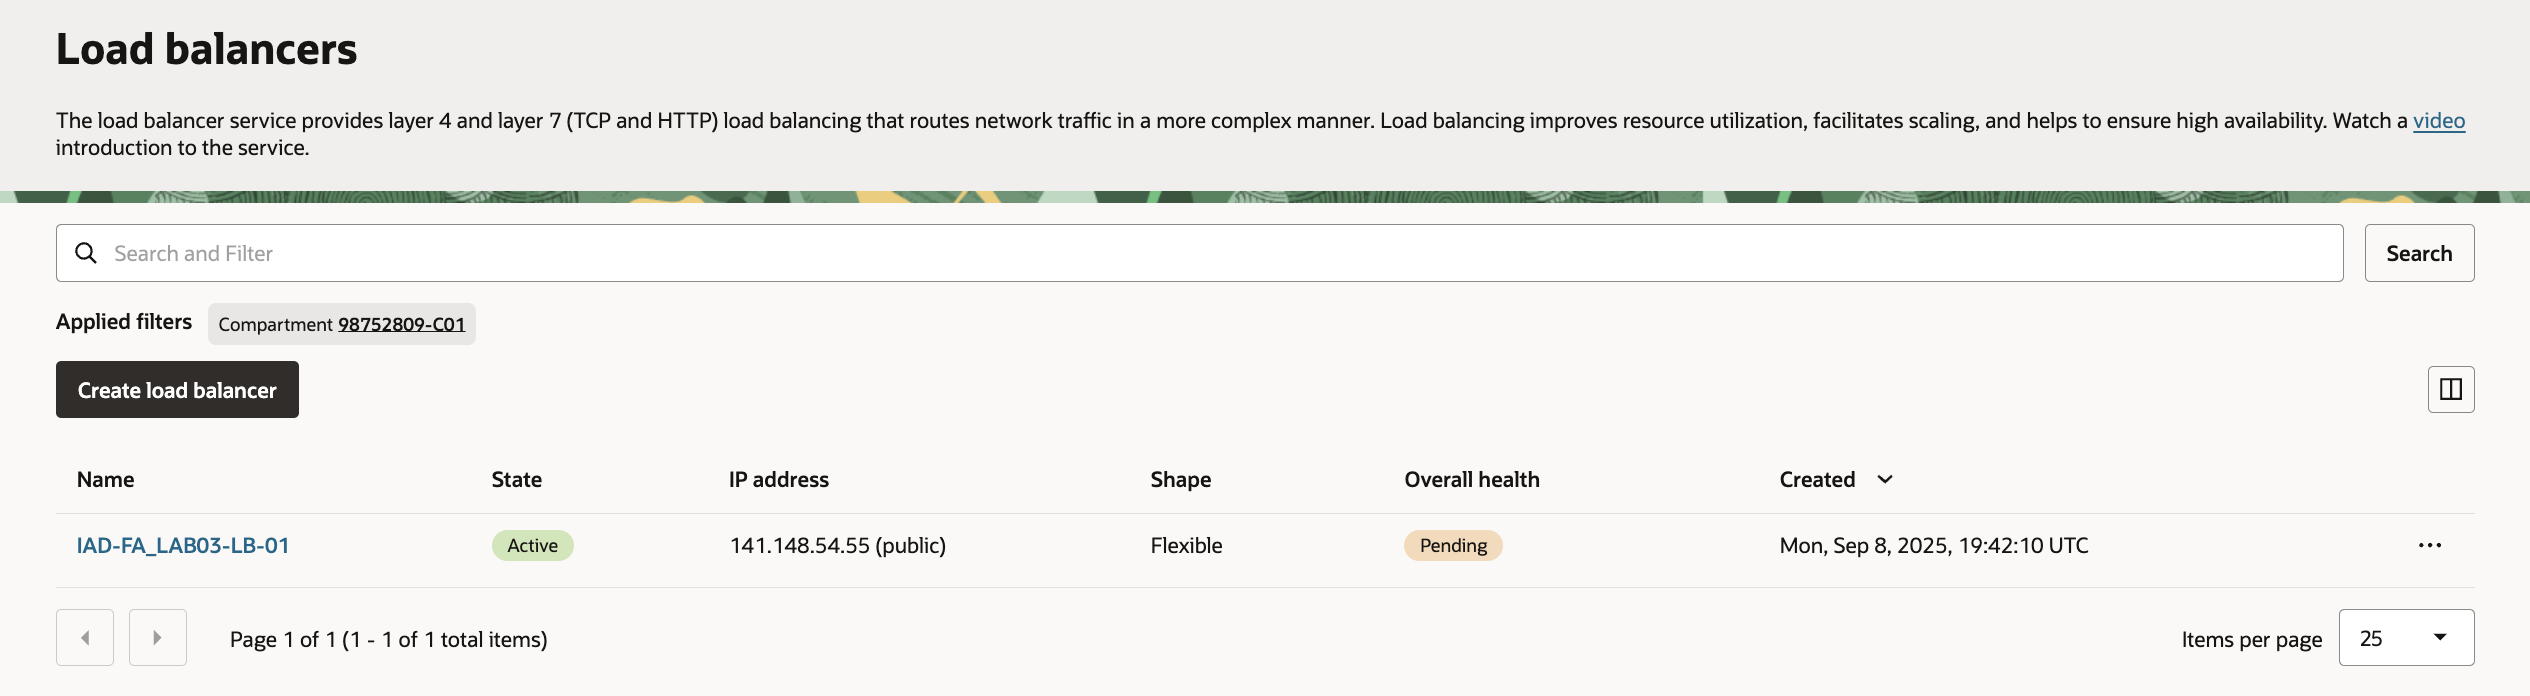 Load balancers
The load balancer service provides layer 4 and layer 7 (TCP and HTTP) load balancing that routes network traffic in a more complex manner. Load balancing improves resource utilization, facilitates scaling, and helps to ensure high availability. Watch a video
introduction to the service.
Search and Filter
Search
Applied filters Compartment 98752809-C01
Create load balancer
Name State IP address Shape Overall health Created
IAD-FA_LAB03-LB-01 Active 141.148.54.55 (public) Flexible Pending Mon, Sep 8, 2025, 19:42:10 UTC
Page 1 of 1 (1 - 1 of 1 total items) Items per page 25